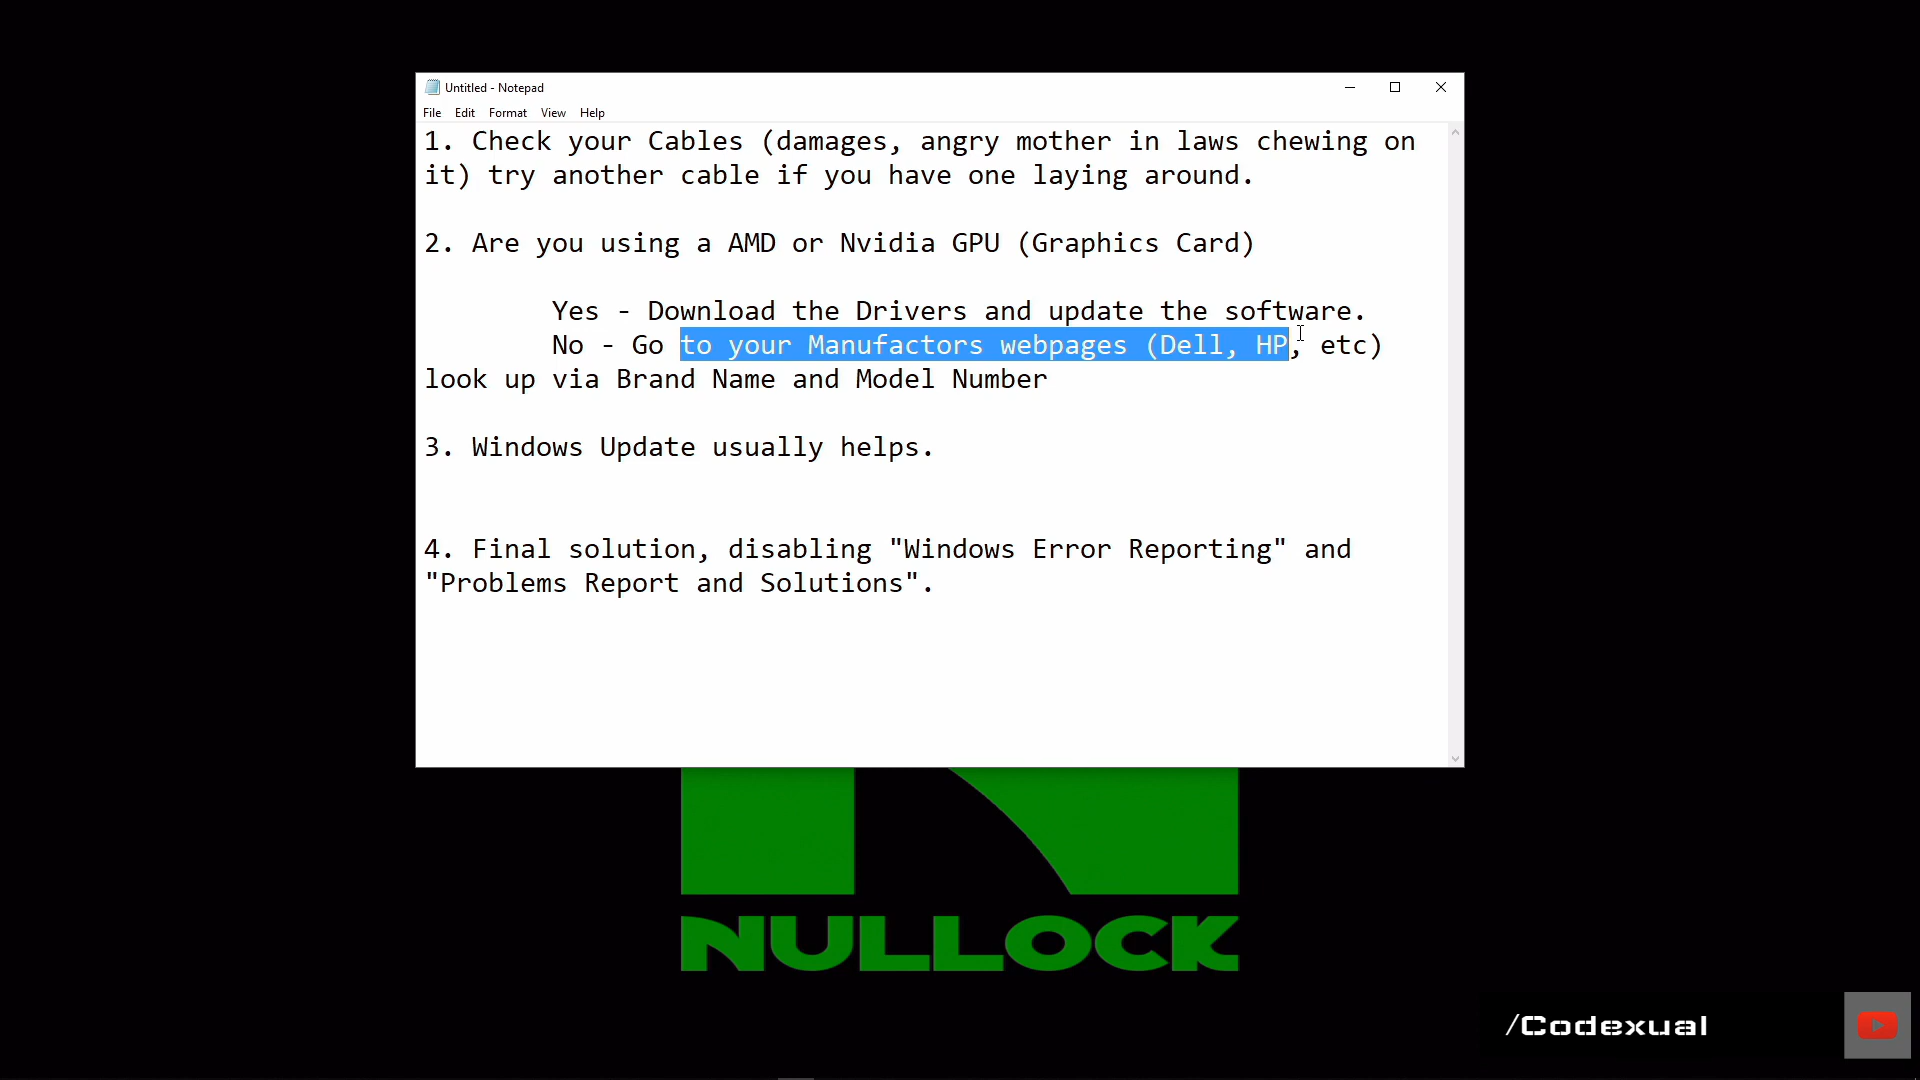 Untitled - Notepad
File Edit Format View Help
1. Check your Cables (damages, angry mother in laws chewing on
it) try another cable if you have one laying around.
2. Are you using a AMD or Nvidia GPU (Graphics Card)
Yes - Download the Drivers and update the software.
No - Go to your Manufactors webpages (Dell, HP, etc)
look up via Brand Name and Model Number
3. Windows Update usually helps.
4. Final solution, disabling "Windows Error Reporting" and
"Problems Report and Solutions".
NULLOCK
/Codexual